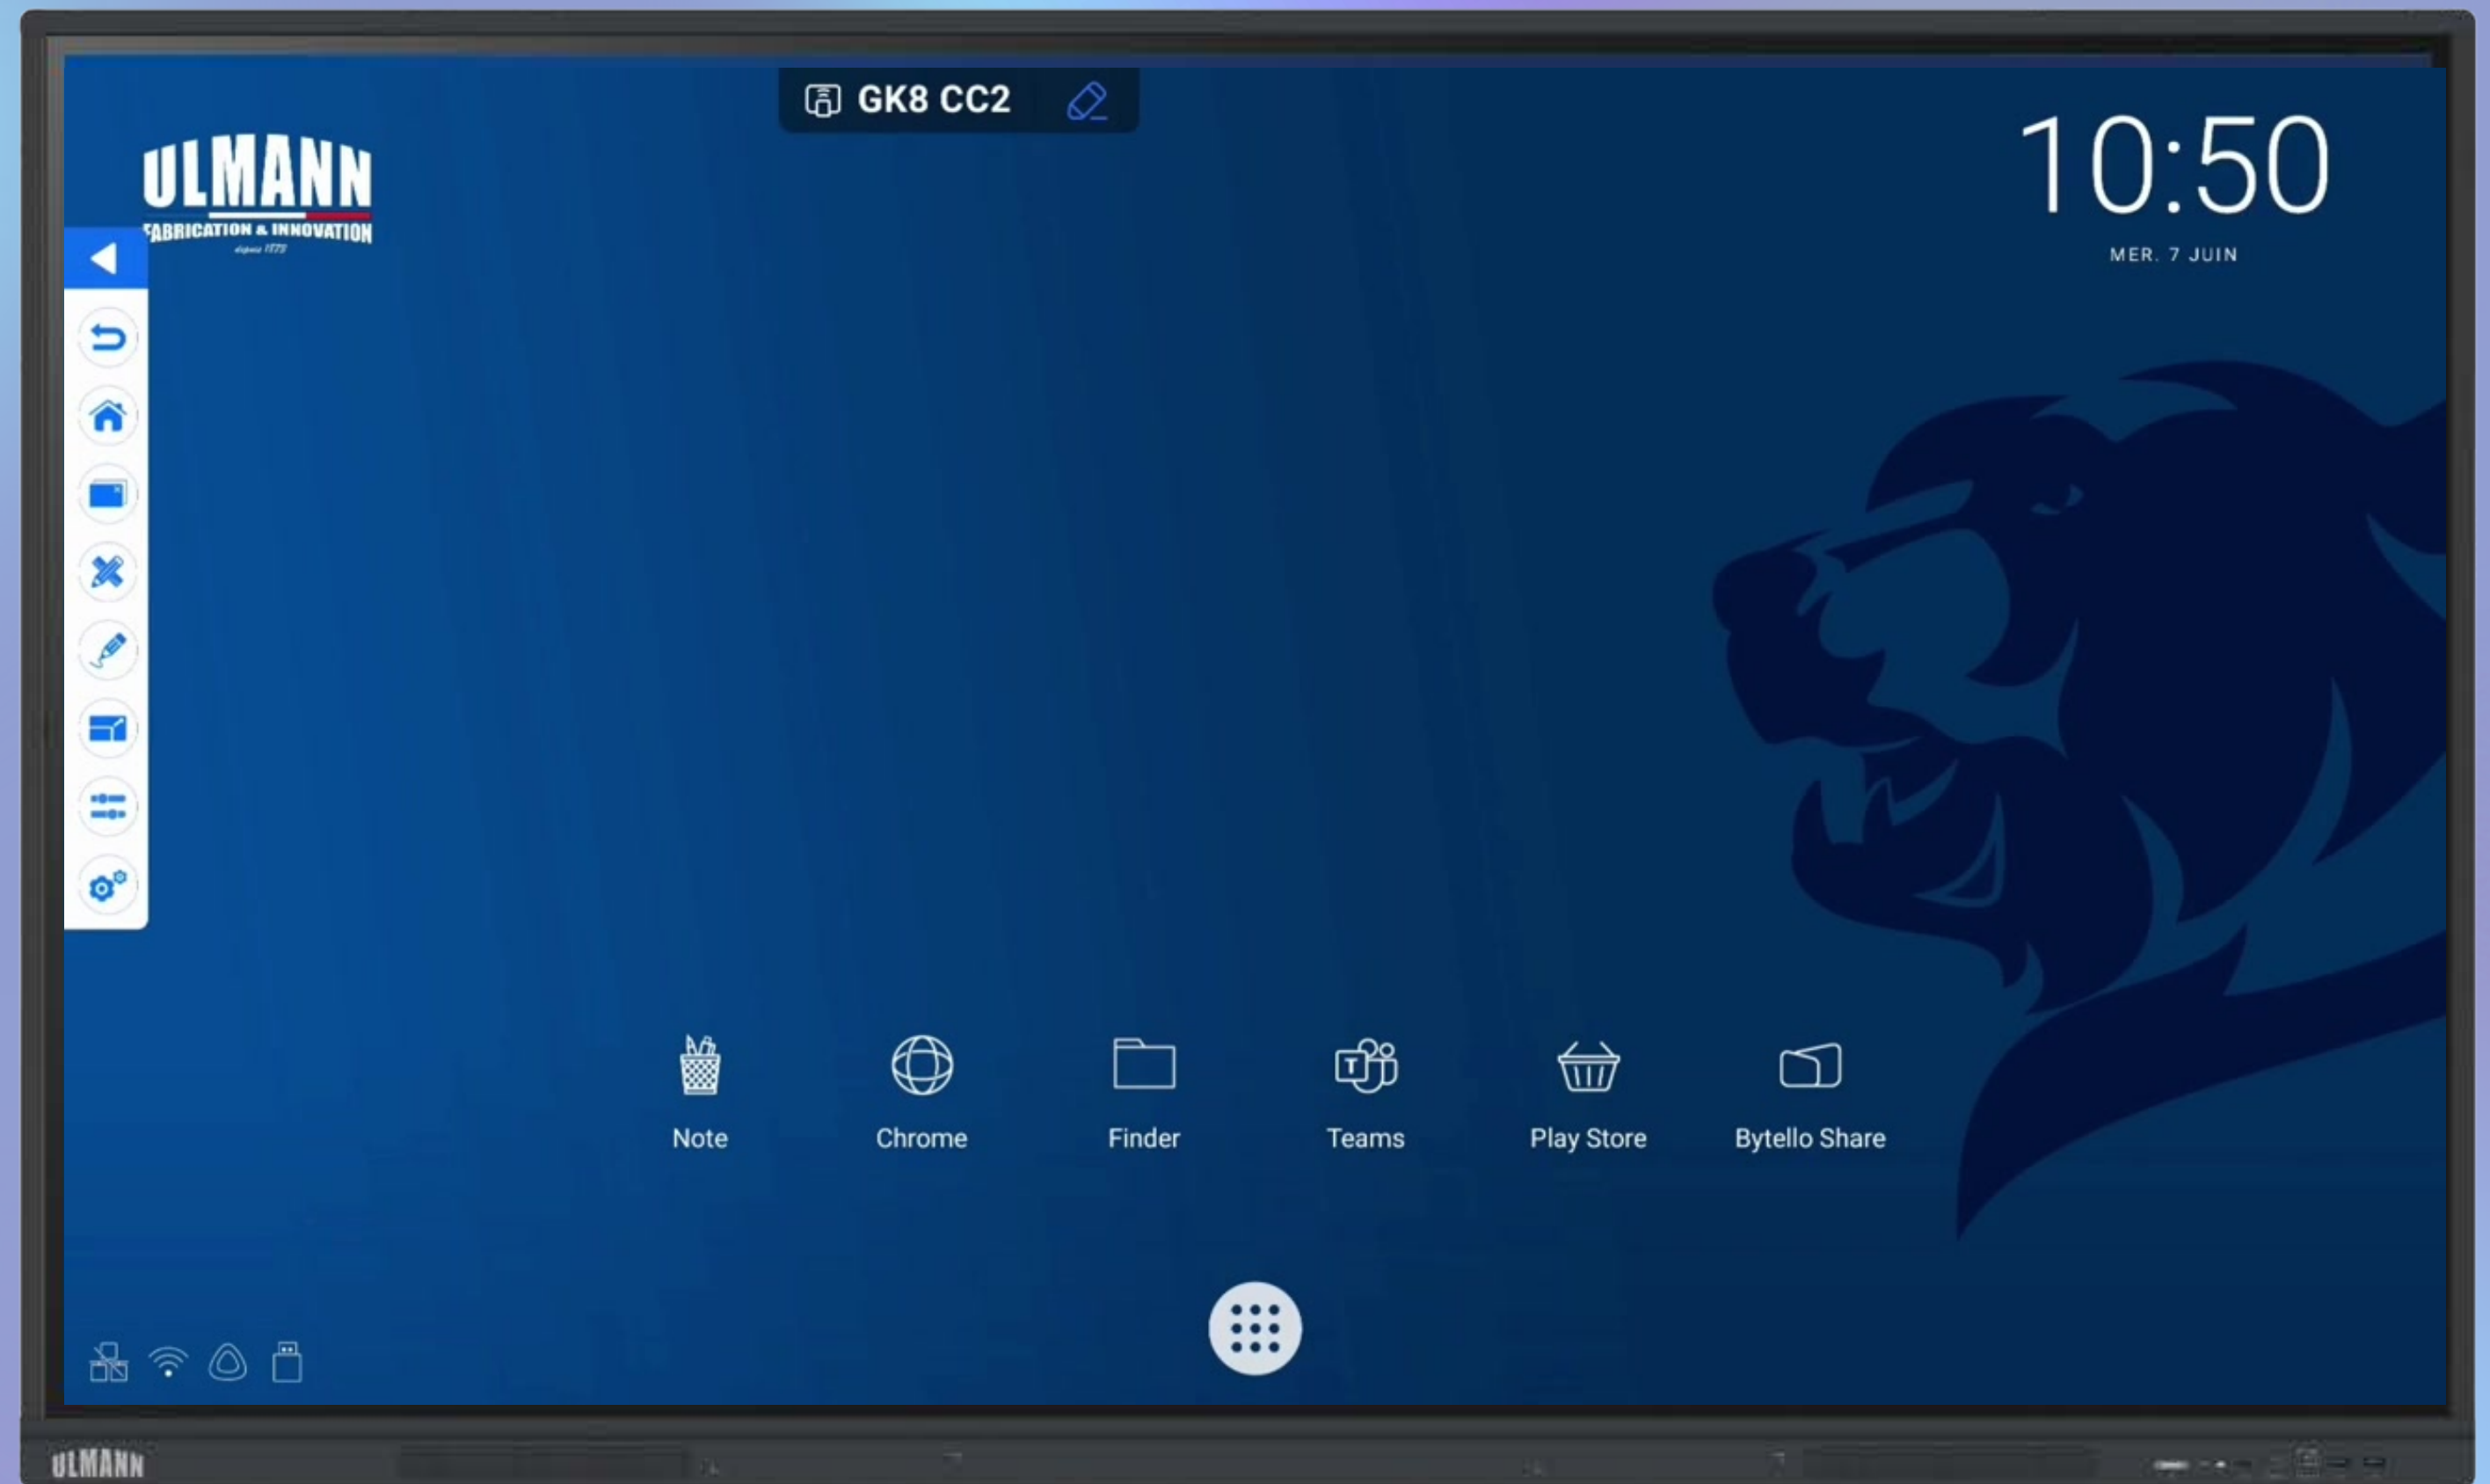 GK8 CC2
ULMANN
FABRICATION & INNOVATION
10:50
MER. 7 JUIN
Note
Chrome
Finder
Teams
Play Store
Bytello Share
ULMANN